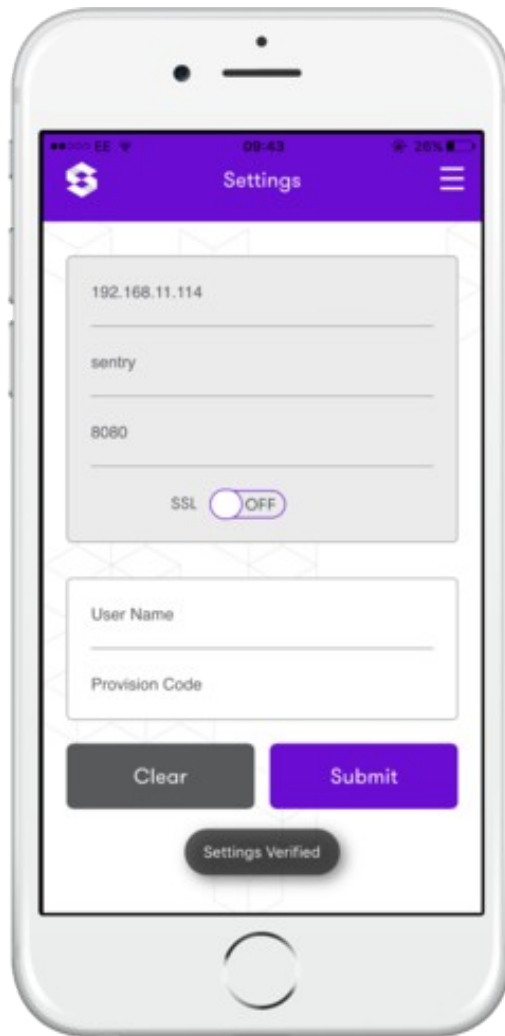 EE 09:43 26%
Settings
192.168.11.114
sentry
8080
SSL OFF
User Name
Provision Code
Clear Submit
Settings Verified